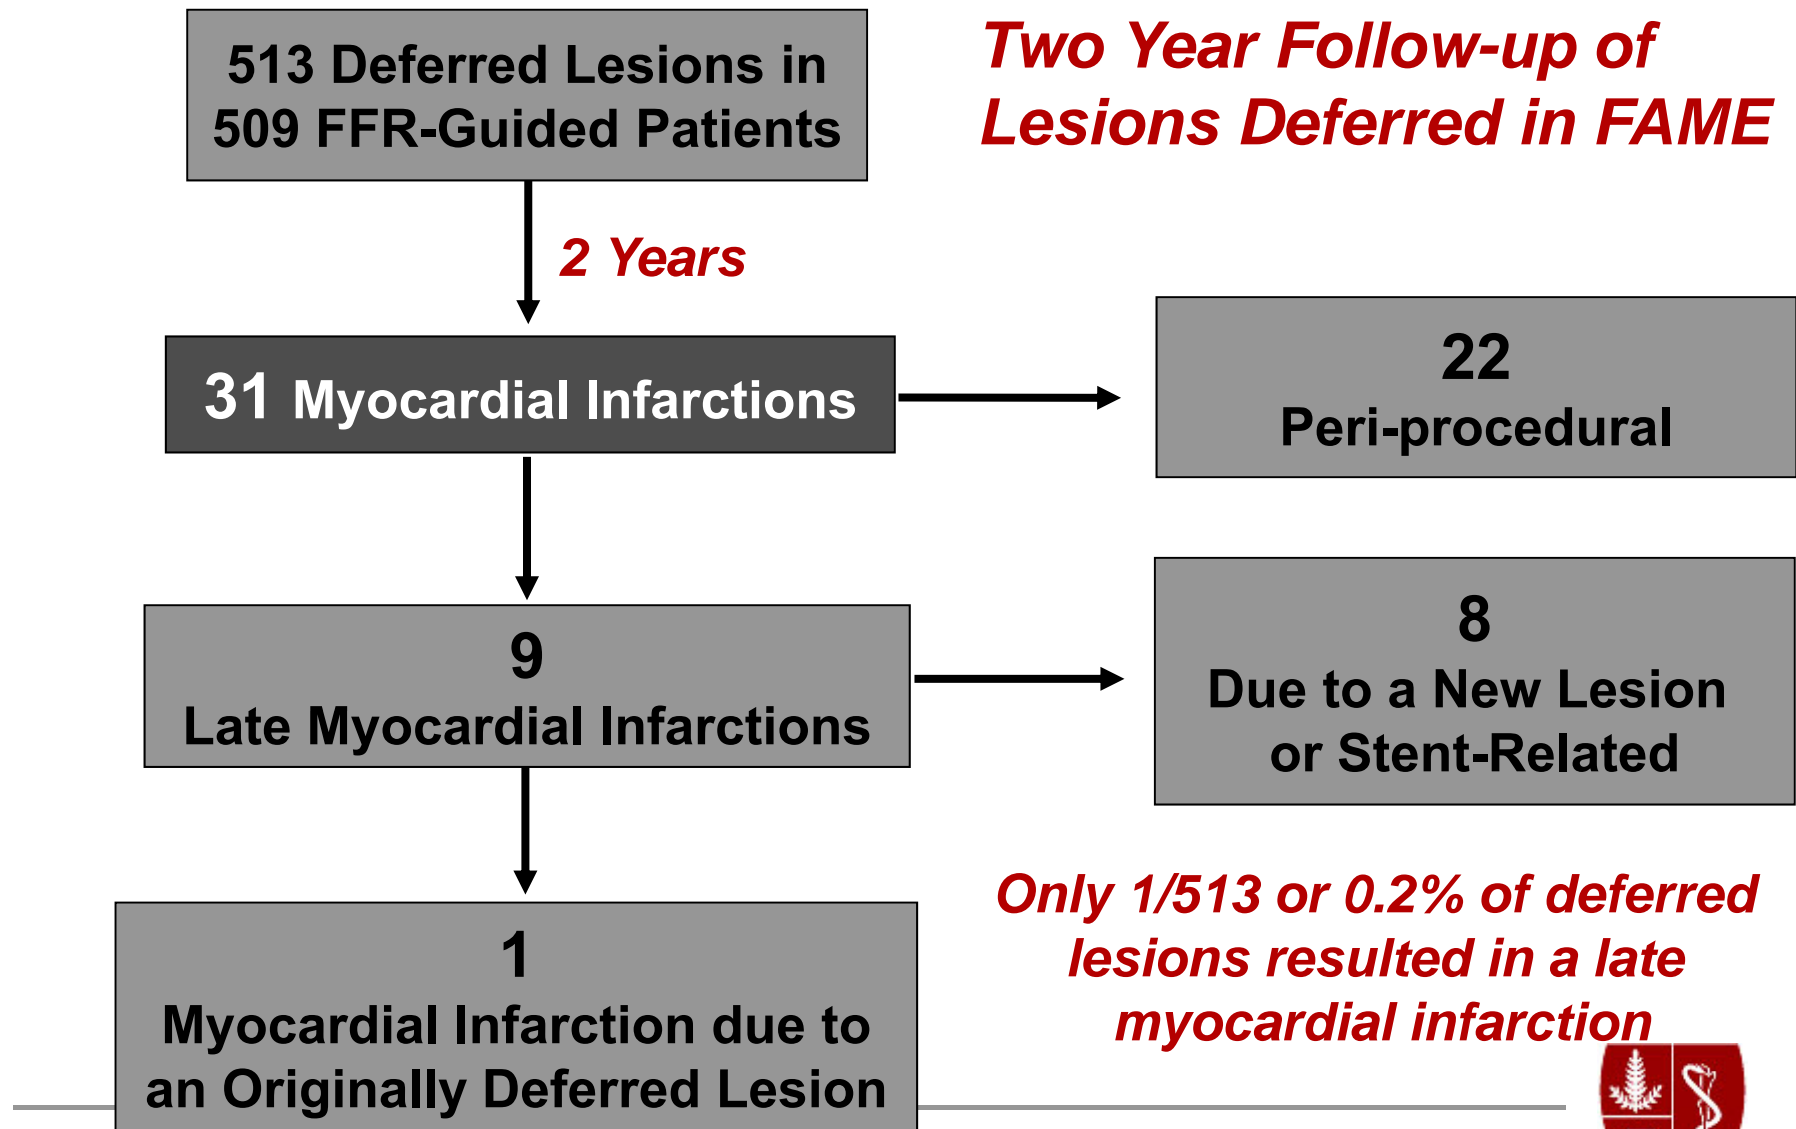 513 Deferred Lesions in
509 FFR-Guided Patients
Two Year Follow-up of
Lesions Deferred in FAME
2 Years
31 Myocardial Infarctions
22
Peri-procedural
9
Late Myocardial Infarctions
8
Due to a New Lesion
or Stent-Related
1
Myocardial Infarction due to
an Originally Deferred Lesion
Only 1/513 or 0.2% of deferred
lesions resulted in a late
myocardial infarction